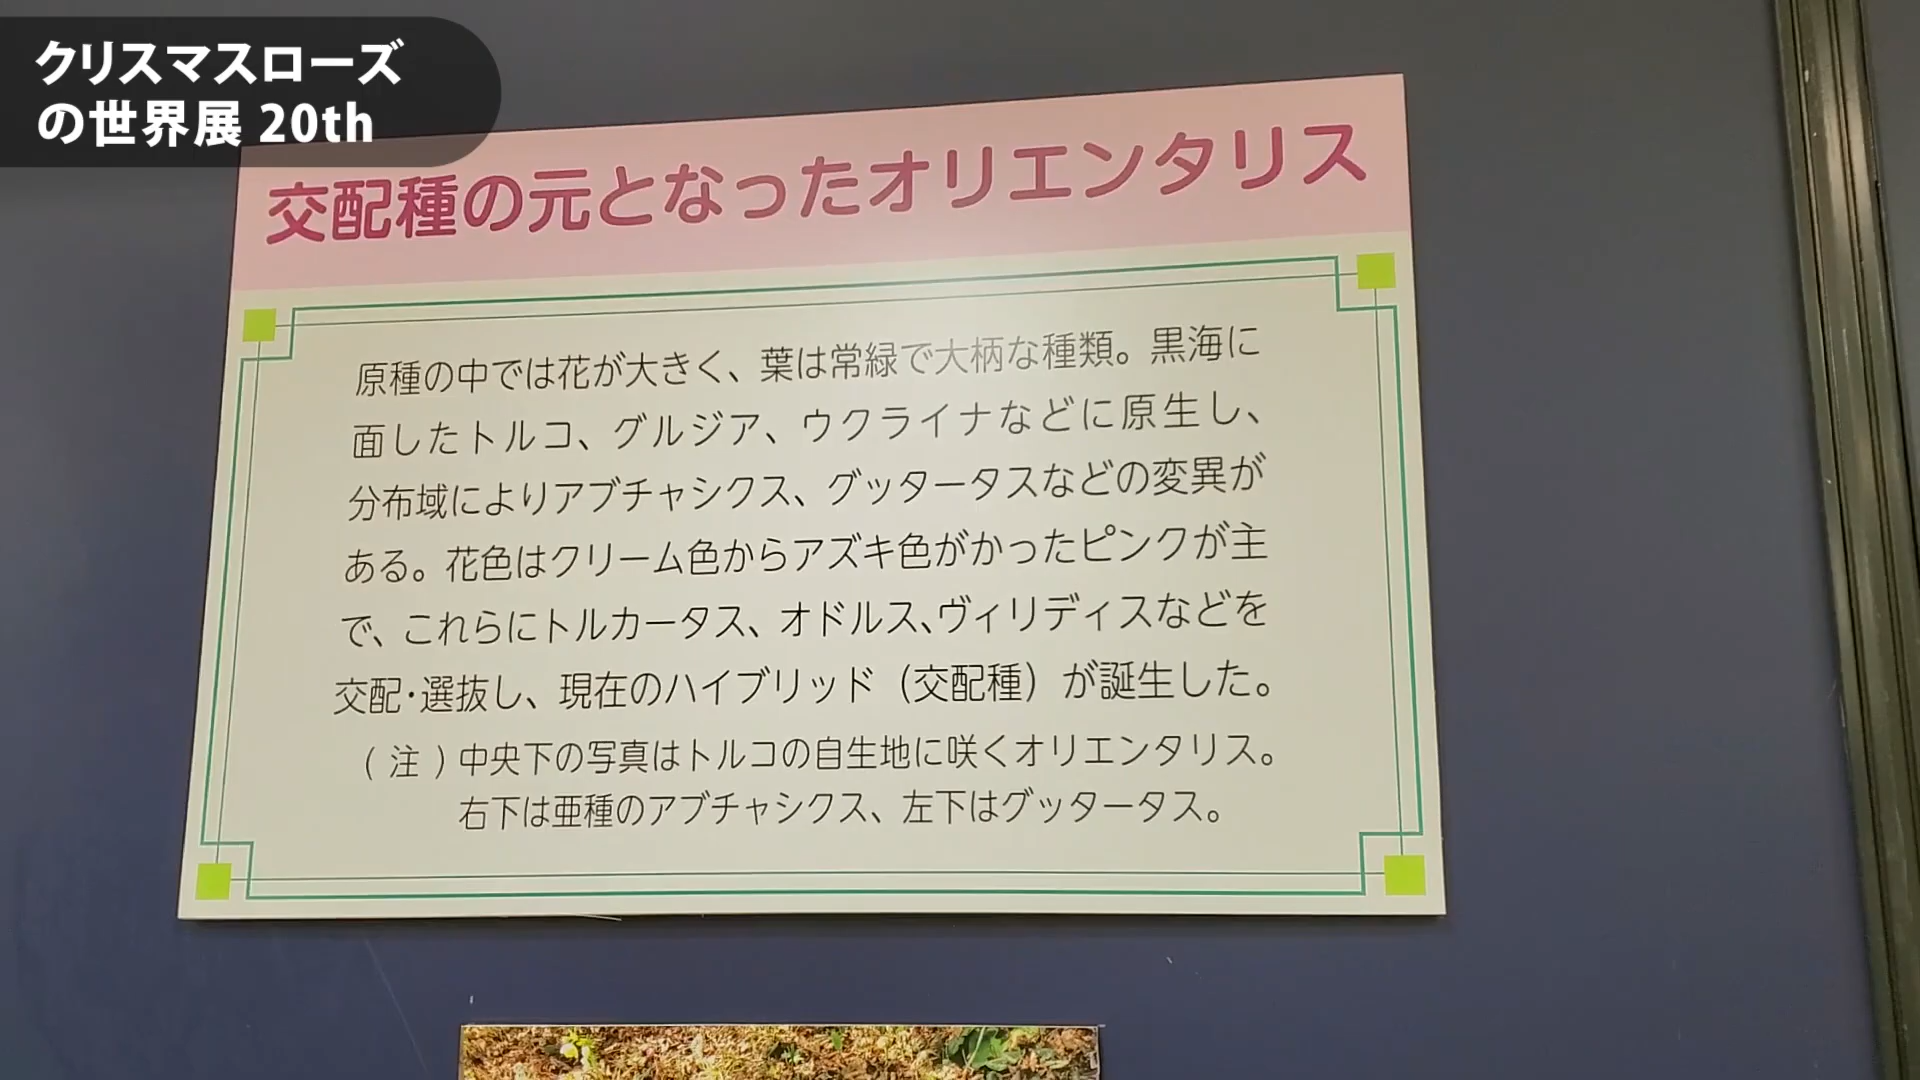 クリスマスローズ
の世界展 20th
交配種の元となったオリエンタリス
原種の中では花が大きく、葉は常緑で大柄な種類。黒海に
面したトルコ、グルジア、ウクライナなどに原生し、
分布域によりアブチャシクス、グッタータスなどの変異が
ある。花色はクリーム色からアズキ色がかったピンクが主
で、これらにトルカータス、オドルス、ヴィリディスなどを
交配・選抜し、現在のハイブリッド（交配種）が誕生した。
（注）中央下の写真はトルコの自生地に咲くオリエンタリス。
右下は亜種のアブチャシクス、左下はグッタータス。